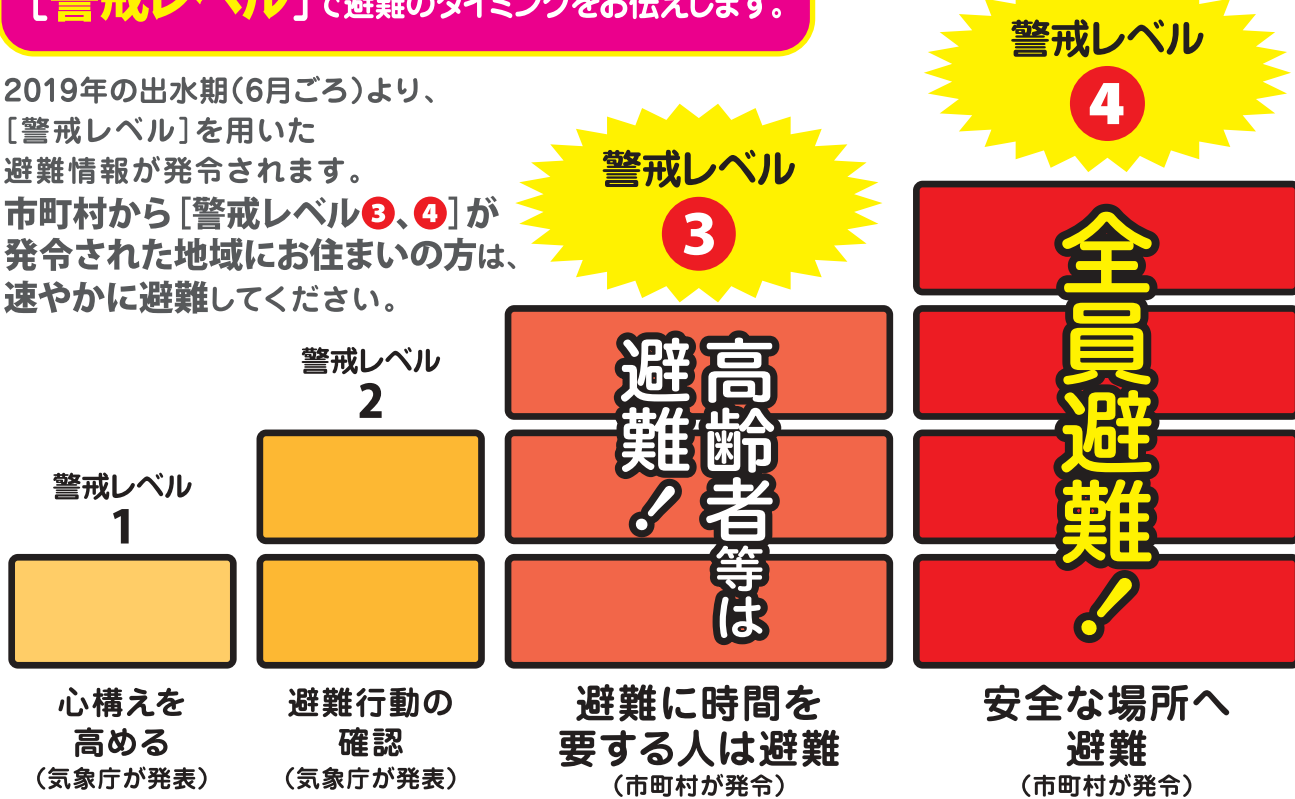 [警戒レベル]で避難のタイミングをお伝えします。
2019年の出水期(6月ごろ)より、
[警戒レベル]を用いた
避難情報が発令されます。
市町村から[警戒レベル❸、❹]が
発令された地域にお住まいの方は、
速やかに避難してください。
警戒レベル
1
心構えを
高める
(気象庁が発表)
警戒レベル
2
避難行動の
確認
(気象庁が発表)
警戒レベル
3
高齢者等は
避難!
避難に時間を
要する人は避難
(市町村が発令)
警戒レベル
4
全員避難!
安全な場所へ
避難
(市町村が発令)